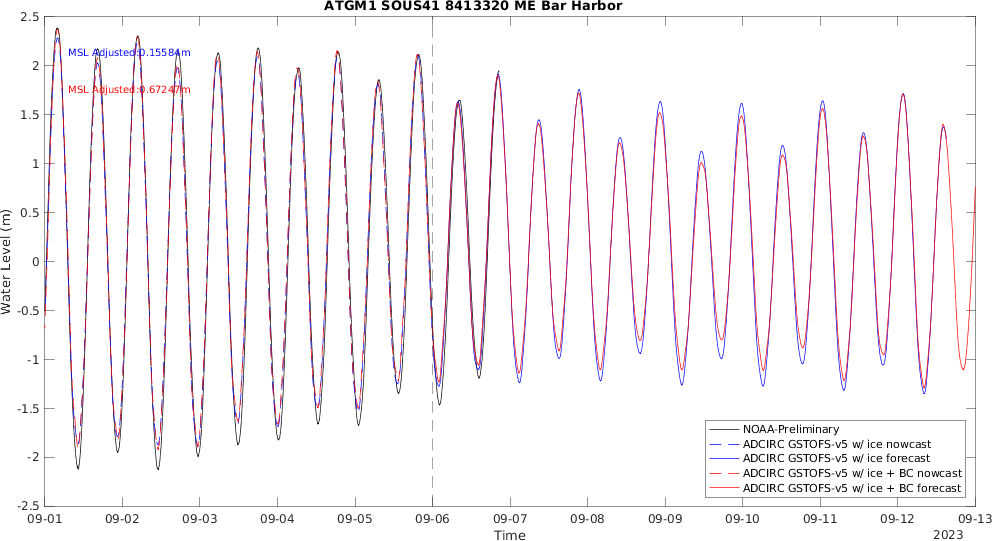 ATGM1 SOUS41 8413320 ME Bar Harbor
2.5
2
1.5
1
0.5
0
-0.5
-1
-1.5
-2
-2.5
Water Level (m)
MSL Adjusted:0.15584m
MSL Adjusted:0.67247m
NOAA-Preliminary
ADCIRC GSTOFS-v5 w/ ice nowcast
ADCIRC GSTOFS-v5 w/ ice forecast
ADCIRC GSTOFS-v5 w/ ice + BC nowcast
ADCIRC GSTOFS-v5 w/ ice + BC forecast
09-01 09-02 09-03 09-04 09-05 09-06 09-07 09-08 09-09 09-10 09-11 09-12 09-13
Time
2023